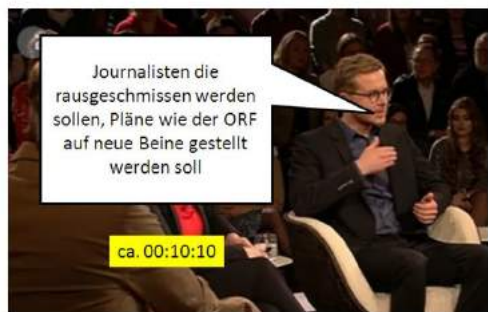 Journalisten die
rausgeschmissen werden
sollen, Pläne wie der ORF
auf neue Beine gestellt
werden soll
ca. 00:10:10